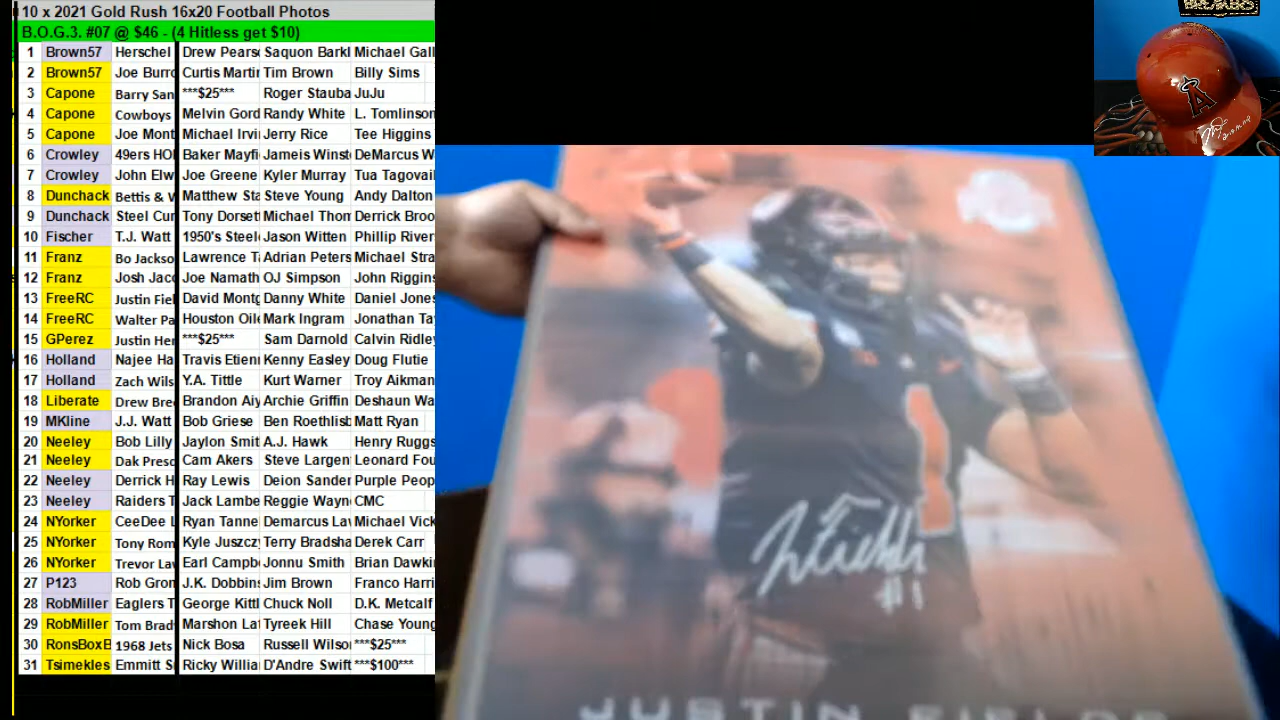 10 x 2021 Gold Rush 16x20 Football Photos
B.O.G.3. #07 @ $46 - (4 Hitless get $10)
1 Brown57 Herschel Drew Pears Saquon Barkl Michael Gall
2 Brown57 Joe Burro Curtis Martin Tim Brown Billy Sims
3 Capone Barry San ***$25*** Roger Stauba JuJu
4 Capone Cowboys Melvin Gord Randy White L. Tomlinson
5 Capone Joe Mont Michael Irvi Jerry Rice Tee Higgins
6 Crowley 49ers HO Baker Mayfi Jameis Winst DeMarcus W
7 Crowley John Elw Joe Greene Kyler Murray Tua Tagovail
8 Dunchack Bettis & V Matthew Sta Steve Young Andy Dalton
9 Dunchack Steel Cur Tony Dorset Michael Thom Derrick Broo
10 Fischer T.J. Watt 1950's Steel Jason Witten Phillip River
11 Franz Bo Jackso Lawrence T Adrian Peters Michael Stra
12 Franz Josh Jac Joe Namath OJ Simpson John Riggins
13 FreeRC Justin Fiel David Montg Danny White Daniel Jones
14 FreeRC Walter Pa Houston Oil Mark Ingram Jonathan Ta
15 GPerez Justin Her ***$25*** Sam Darnold Calvin Ridley
16 Holland Najee Ha Travis Etien Kenny Easley Doug Flutie
17 Holland Zach Wils Y.A. Tittle Kurt Warner Troy Aikman
18 Liberate Drew Bre Brandon Aiy Archie Griffin Deshaun Wa
19 MKline J.J. Watt Bob Griese Ben Roethlisb Matt Ryan
20 Neeley Bob Lilly Jaylon Smit A.J. Hawk Henry Ruggs
21 Neeley Dak Presc Cam Akers Steve Largen Leonard Fou
22 Neeley Derrick H Ray Lewis Deion Sander Purple Peop
23 Neeley Raiders T Jack Lambe Reggie Wayn CMC
24 NYorker CeeDee L Ryan Tanne Demarcus La Michael Vick
25 NYorker Tony Rom Kyle Juszcz Terry Bradsha Derek Carr
26 NYorker Trevor La Earl Campb Jonnu Smith Brian Dawki
27 P123 Rob Gron J.K. Dobbins Jim Brown Franco Harri
28 RobMiller Eaglers T George Kittl Chuck Noll D.K. Metcalf
29 RobMiller Tom Brad Marshon Lat Tyreek Hill Chase Young
30 RonsBoxB 1968 Jets Nick Bosa Russell Wilso ***$25***
31 Tsimekles Emmitt S Ricky Willia D'Andre Swift ***$100***
A
1
J Fields
#1
JUSTIN FIELDS